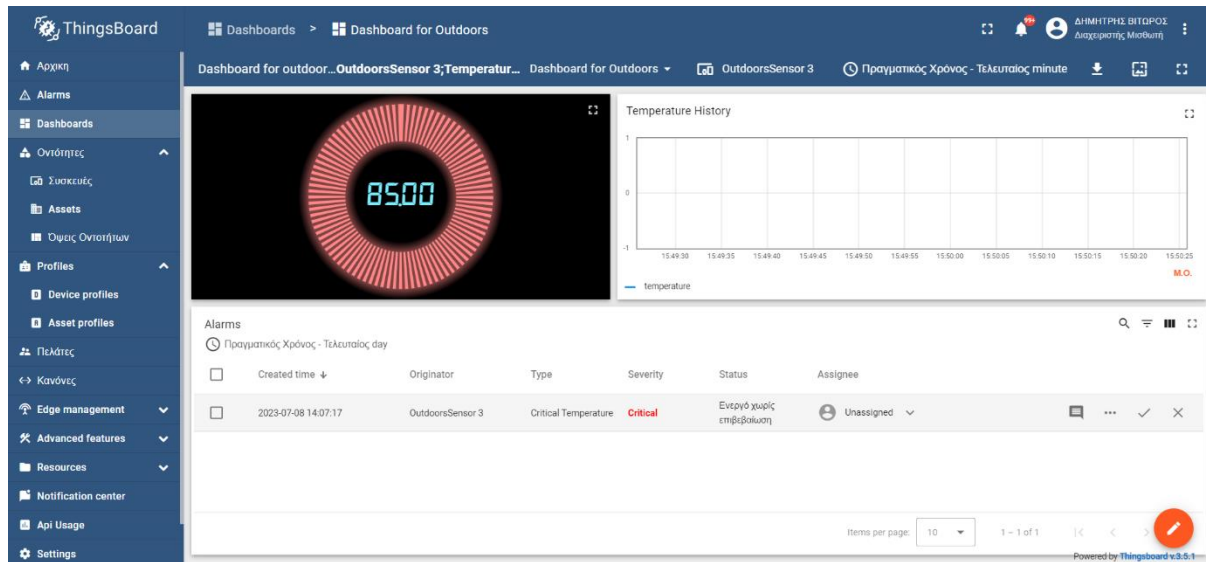 ThingsBoard
Dashboards > Dashboard for Outdoors
99+
ΔΗΜΗΤΡΗΣ ΒΙΤΩΡΟΣ
Διαχειριστής Μισθωτή
Dashboard for outdoor...OutdoorsSensor 3;Temperatur... Dashboard for Outdoors OutdoorsSensor 3 Πραγματικός Χρόνος - Τελευταίος minute
Αρχικη
Alarms
Dashboards
Οντότητες
Συσκευές
Assets
Όψεις Οντοτήτων
Profiles
D Device profiles
R Asset profiles
Πελάτες
Κανόνες
Edge management
Advanced features
Resources
Notification center
Api Usage
Settings
85.00
Temperature History
1
0
-1
15:49:30 15:49:35 15:49:40 15:49:45 15:49:50 15:49:55 15:50:00 15:50:05 15:50:10 15:50:15 15:50:20 15:50:25
Μ.Ο.
temperature
Alarms
Πραγματικός Χρόνος - Τελευταίος day
Created time Originator Type Severity Status Assignee
2023-07-08 14:07:17 OutdoorsSensor 3 Critical Temperature Critical Ενεργό χωρίς επιβεβαίωση Unassigned
Items per page: 10 1 – 1 of 1
Powered by Thingsboard v.3.5.1